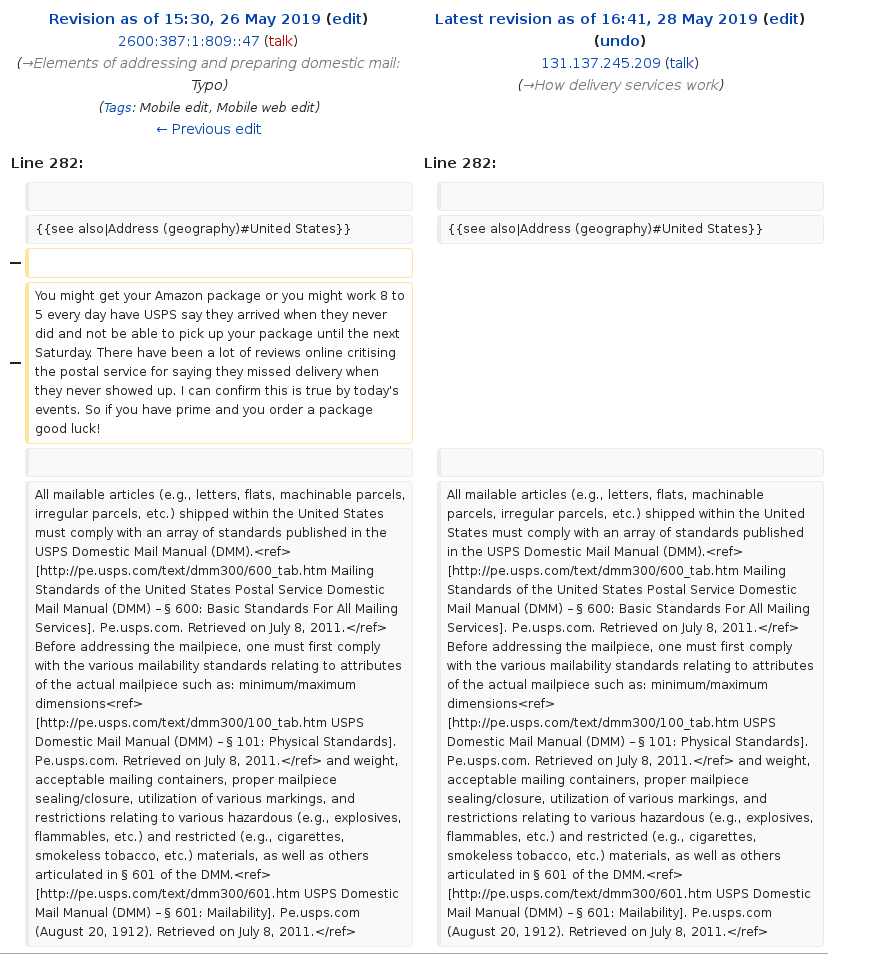 Revision as of 15:30, 26 May 2019 (edit)
2600:387:1:809::47 (talk)
(→Elements of addressing and preparing domestic mail:
Typo)
(Tags: Mobile edit, Mobile web edit)
← Previous edit
Latest revision as of 16:41, 28 May 2019 (edit)
(undo)
131.137.245.209 (talk)
(→How delivery services work)
Line 282:
Line 282:
{{see also|Address (geography)#United States}}
{{see also|Address (geography)#United States}}
−
− You might get your Amazon package or you might work 8 to
5 every day have USPS say they arrived when they never
did and not be able to pick up your package until the next
Saturday. There have been a lot of reviews online critising
the postal service for saying they missed delivery when
they never showed up. I can confirm this is true by today's
events. So if you have prime and you order a package
good luck!
All mailable articles (e.g., letters, flats, machinable parcels,
irregular parcels, etc.) shipped within the United States
must comply with an array of standards published in the
USPS Domestic Mail Manual (DMM).<ref>
[http://pe.usps.com/text/dmm300/600_tab.htm Mailing
Standards of the United States Postal Service Domestic
Mail Manual (DMM) – § 600: Basic Standards For All Mailing
Services]. Pe.usps.com. Retrieved on July 8, 2011.</ref>
Before addressing the mailpiece, one must first comply
with the various mailability standards relating to attributes
of the actual mailpiece such as: minimum/maximum
dimensions<ref>
[http://pe.usps.com/text/dmm300/100_tab.htm USPS
Domestic Mail Manual (DMM) – § 101: Physical Standards].
Pe.usps.com. Retrieved on July 8, 2011.</ref> and weight,
acceptable mailing containers, proper mailpiece
sealing/closure, utilization of various markings, and
restrictions relating to various hazardous (e.g., explosives,
flammables, etc.) and restricted (e.g., cigarettes,
smokeless tobacco, etc.) materials, as well as others
articulated in § 601 of the DMM.<ref>
[http://pe.usps.com/text/dmm300/601.htm USPS Domestic
Mail Manual (DMM) – § 601: Mailability]. Pe.usps.com
(August 20, 1912). Retrieved on July 8, 2011.</ref>
All mailable articles (e.g., letters, flats, machinable
parcels, irregular parcels, etc.) shipped within the United
States must comply with an array of standards published
in the USPS Domestic Mail Manual (DMM).<ref>
[http://pe.usps.com/text/dmm300/600_tab.htm Mailing
Standards of the United States Postal Service Domestic
Mail Manual (DMM) – § 600: Basic Standards For All Mailing
Services]. Pe.usps.com. Retrieved on July 8, 2011.</ref>
Before addressing the mailpiece, one must first comply
with the various mailability standards relating to attributes
of the actual mailpiece such as: minimum/maximum
dimensions<ref>
[http://pe.usps.com/text/dmm300/100_tab.htm USPS
Domestic Mail Manual (DMM) – § 101: Physical Standards].
Pe.usps.com. Retrieved on July 8, 2011.</ref> and weight,
acceptable mailing containers, proper mailpiece
sealing/closure, utilization of various markings, and
restrictions relating to various hazardous (e.g., explosives,
flammables, etc.) and restricted (e.g., cigarettes,
smokeless tobacco, etc.) materials, as well as others
articulated in § 601 of the DMM.<ref>
[http://pe.usps.com/text/dmm300/601.htm USPS Domestic
Mail Manual (DMM) – § 601: Mailability]. Pe.usps.com
(August 20, 1912). Retrieved on July 8, 2011.</ref>